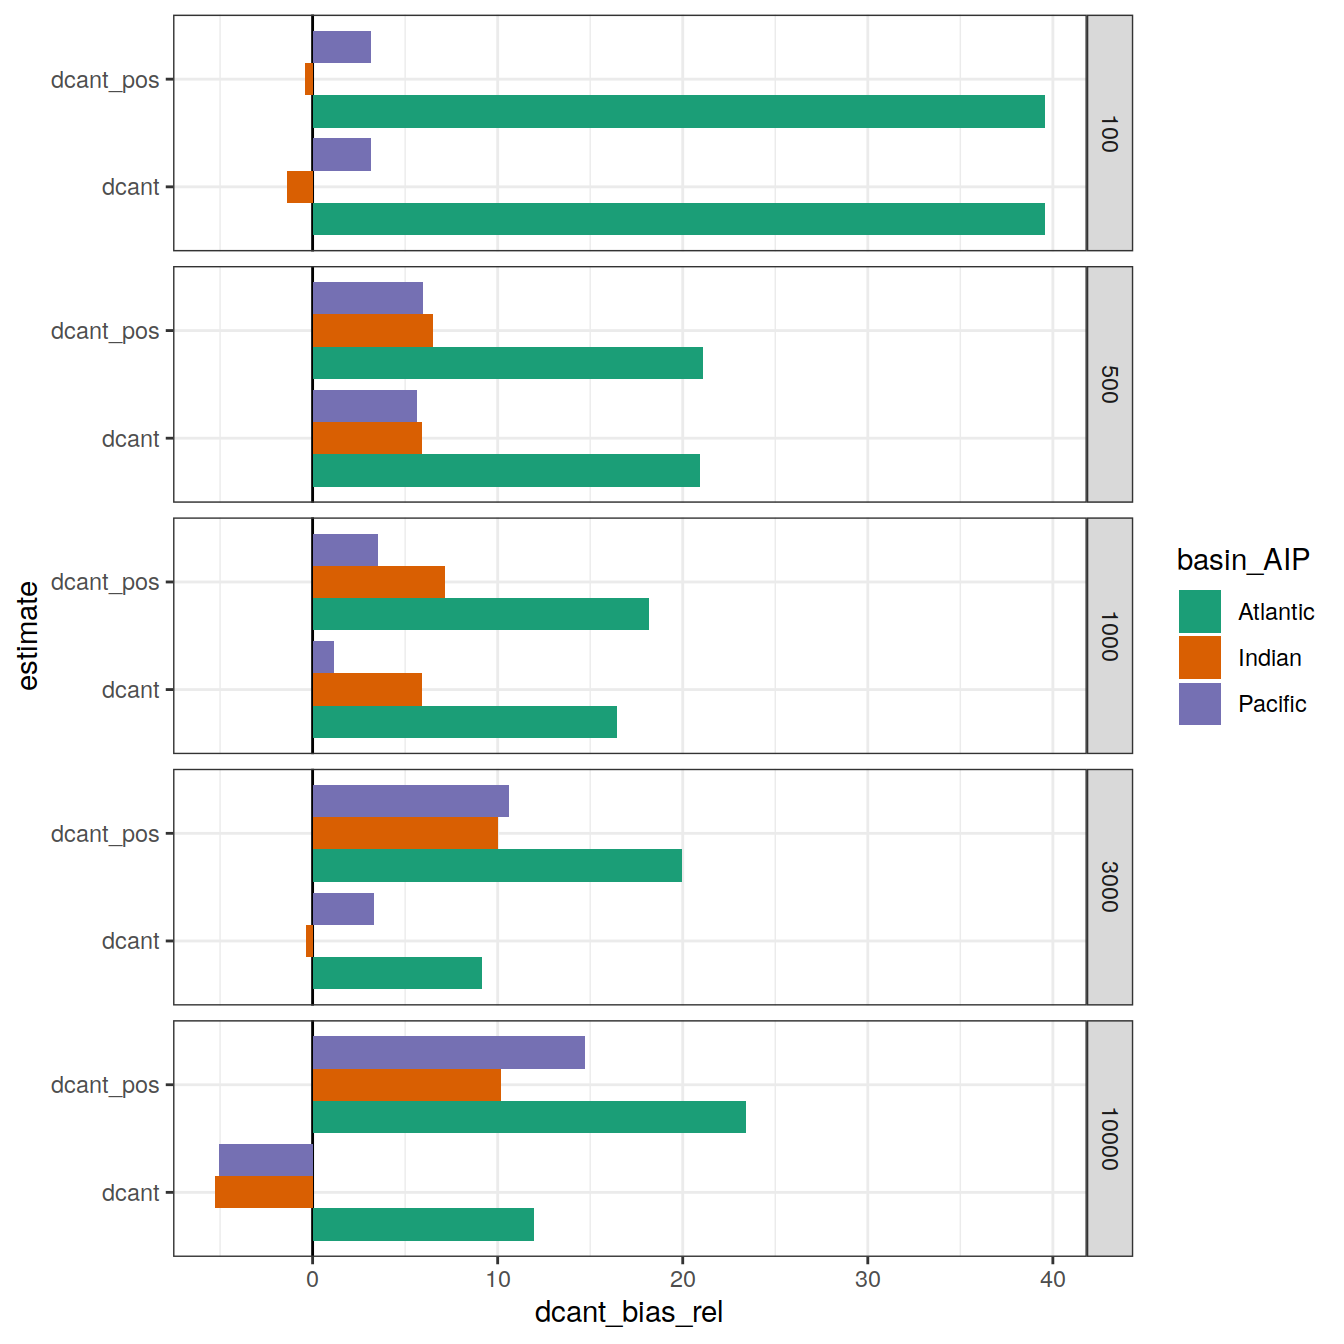 dcant_pos
dcant
100
dcant_pos
dcant
500
dcant_pos
dcant
1000
dcant_pos
dcant
3000
dcant_pos
dcant
10000
0 10 20 30 40
dcant_bias_rel
estimate
basin_AIP
Atlantic
Indian
Pacific